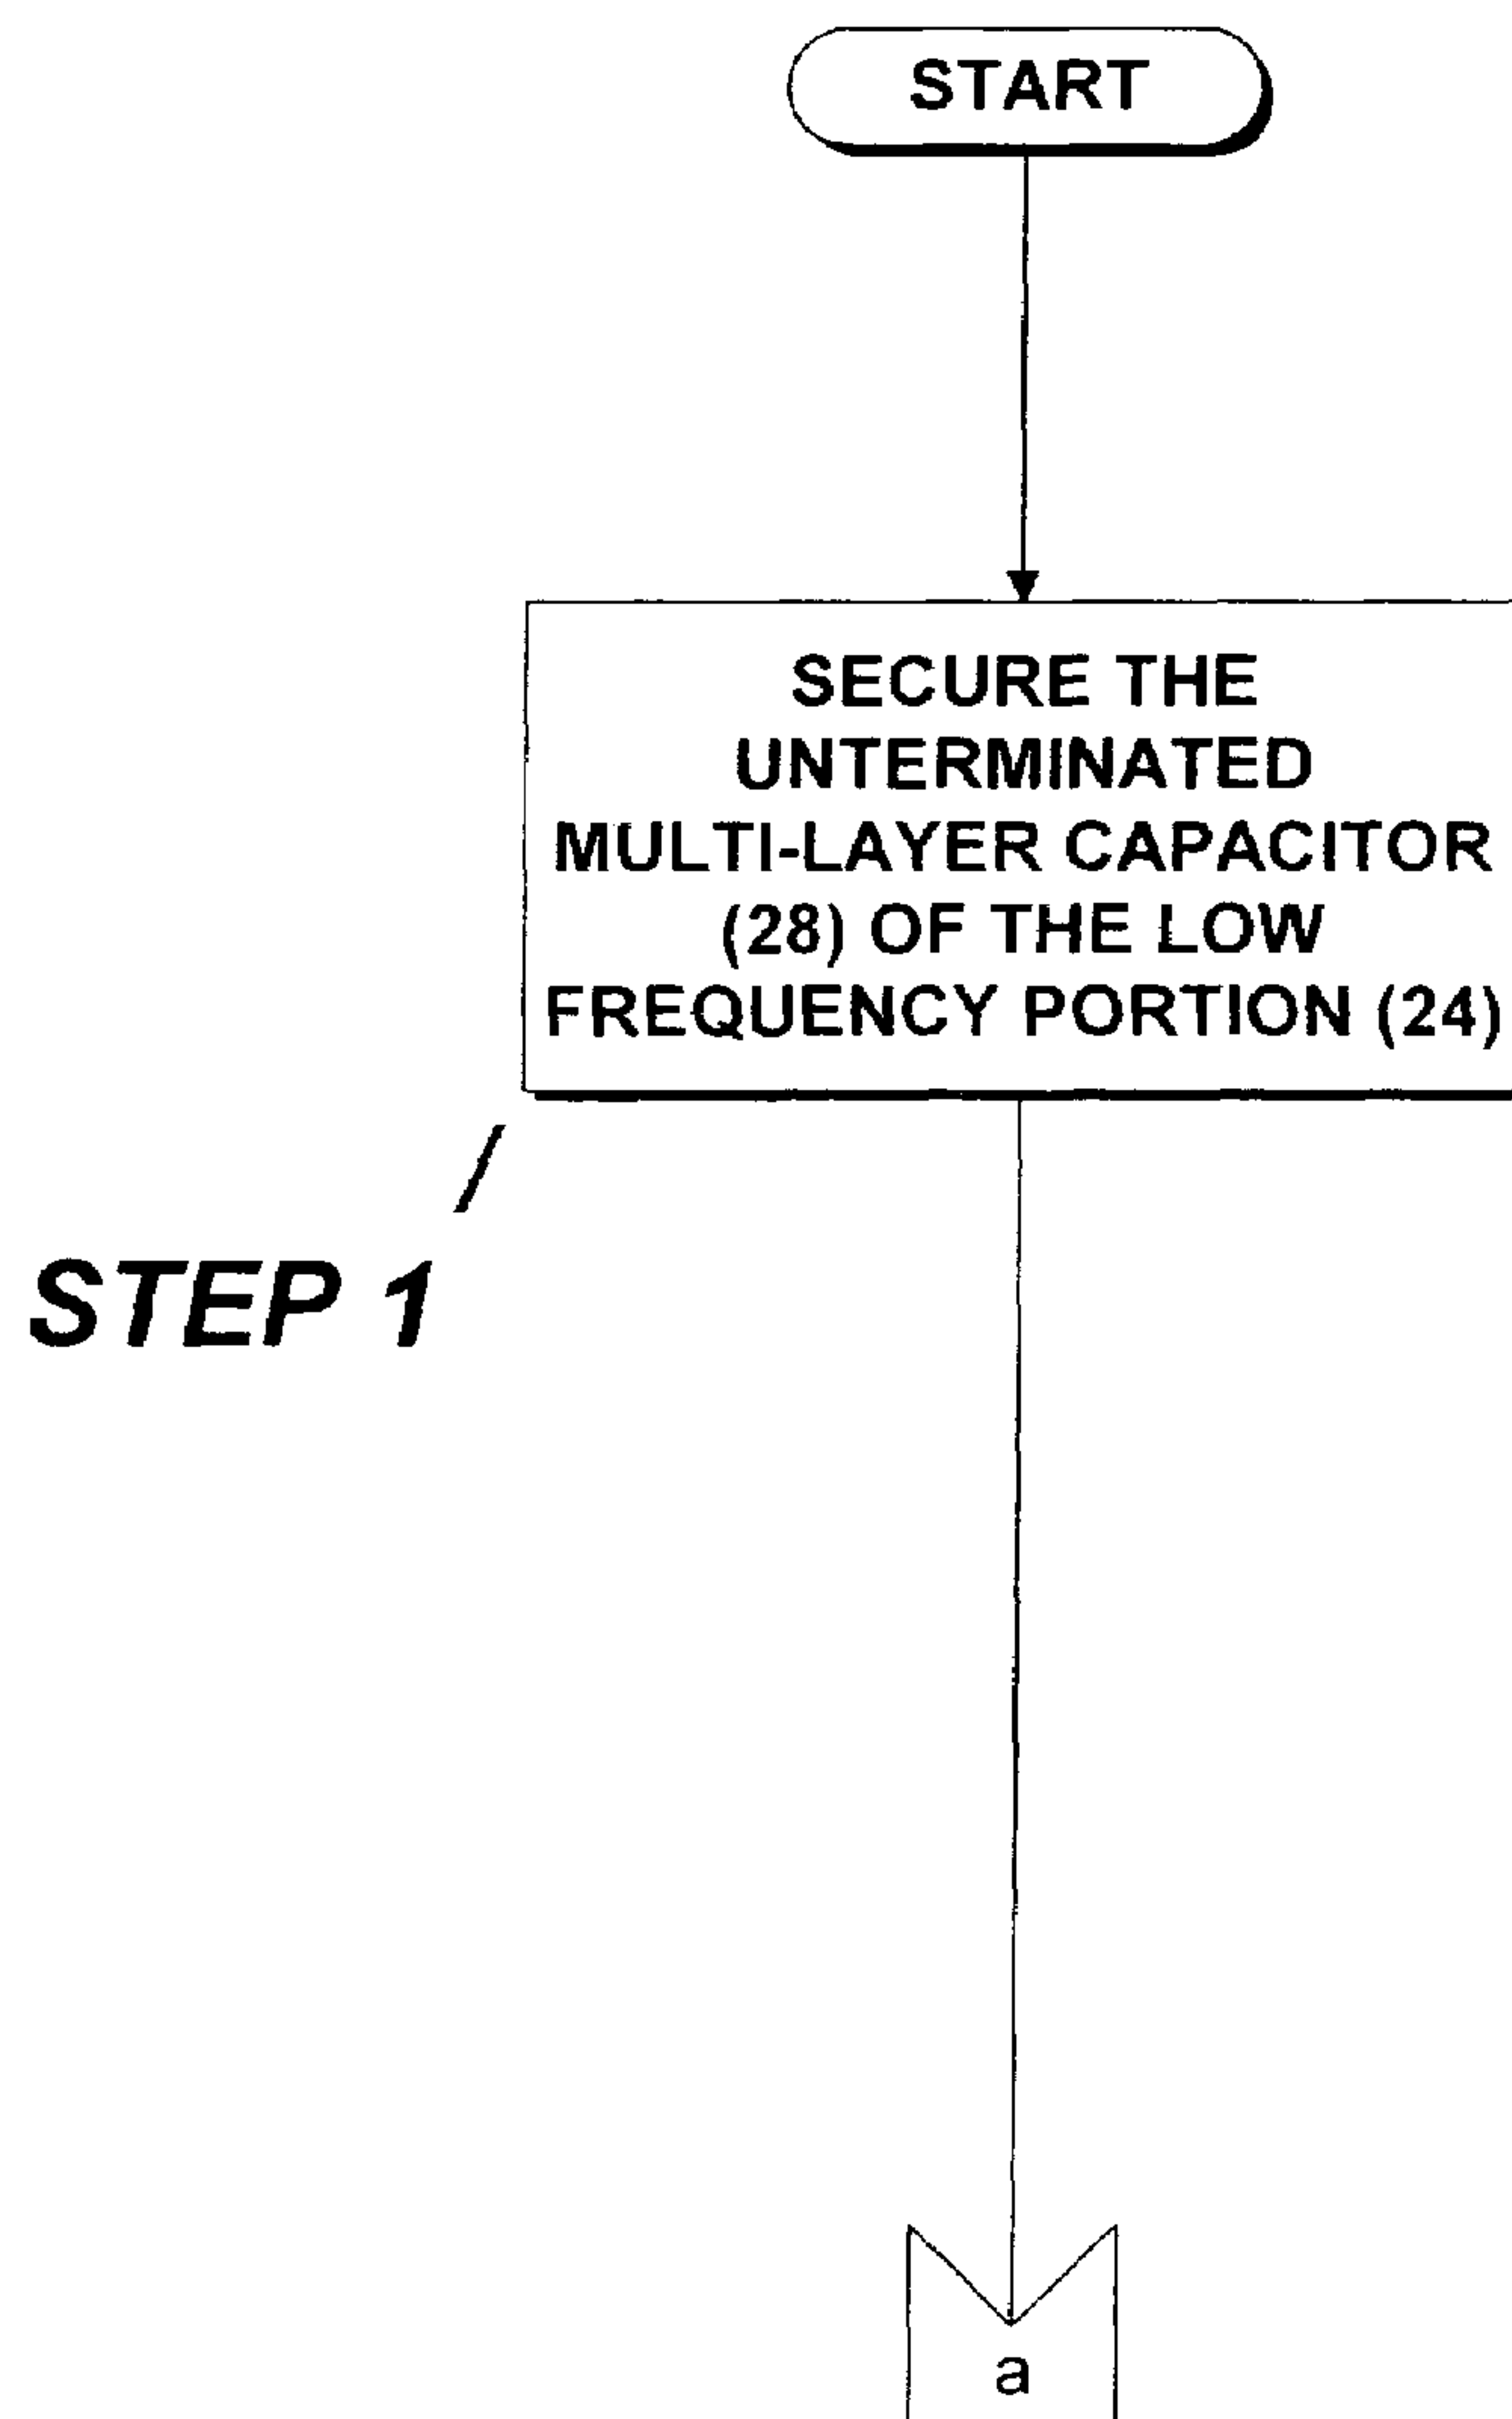 START
SECURE THE
UNTERMINATED
MULTI-LAYER CAPACITOR
(28) OF THE LOW
FREQUENCY PORTION (24)
STEP 1
a